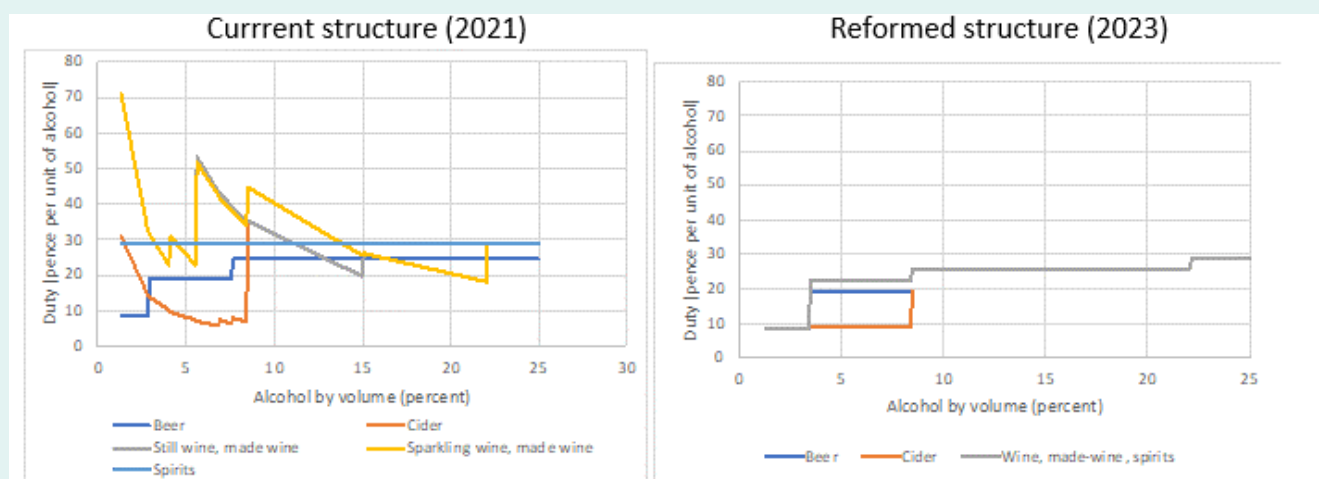 Currrent structure (2021)
80
70
60
50
40
30
20
10
0
Duty [pence per unit of alcohol]
0 5 10 15 20 25 30
Alcohol by volume (percent)
Beer Cider
Still wine, made wine Sparkling wine, made wine
Spirits
Reformed structure (2023)
80
70
60
50
40
30
20
10
0
Duty [pence per unit of alcohol]
0 5 10 15 20 25
Alcohol by volume (percent)
Beer Cider Wine, made-wine, spirits